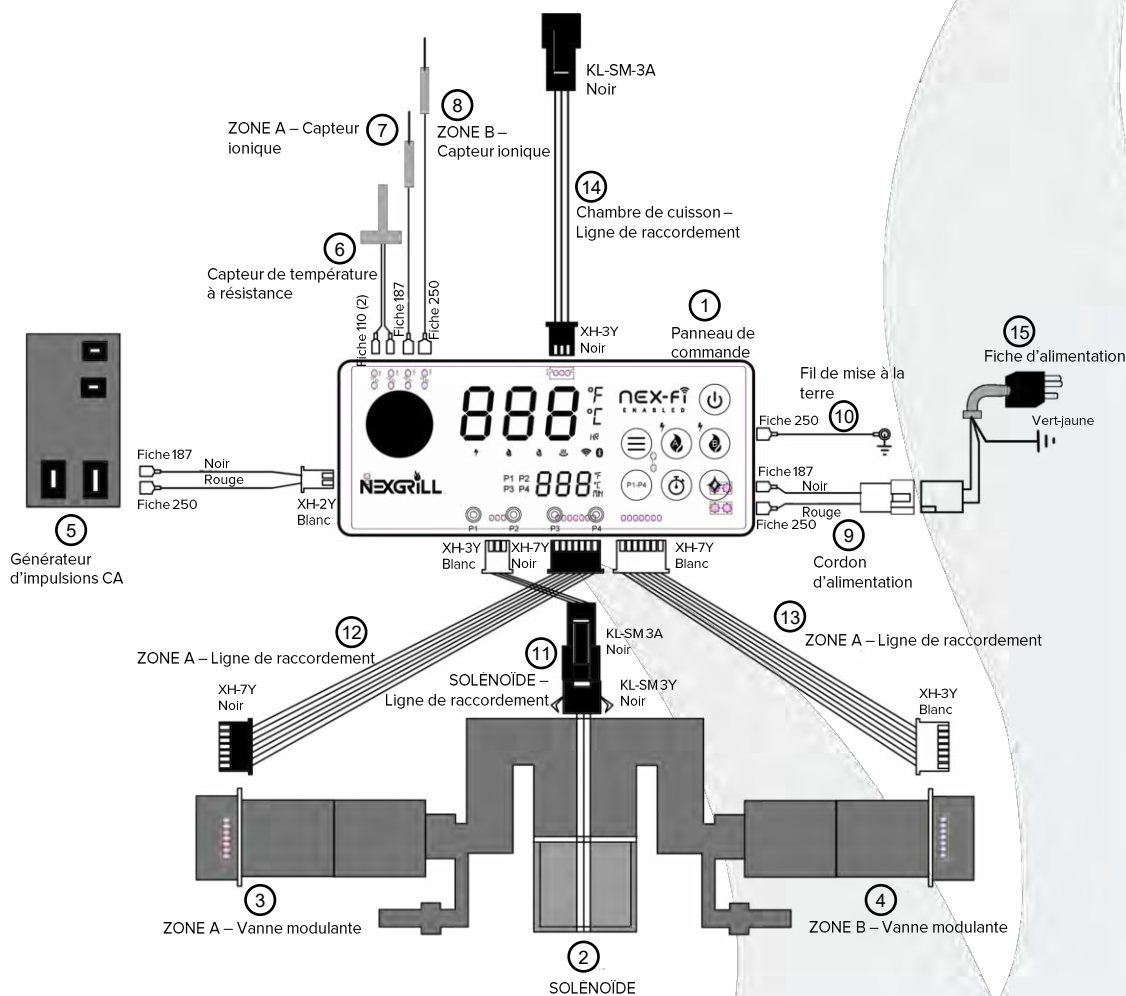 KL-SM-3A
Noir
8
ZONE B –
Capteur ionique
ZONE A – Capteur
ionique
7
14
Chambre de cuisson –
Ligne de raccordement
6
Capteur de température
à résistance
Fiche 110 (2)
Fiche187
Fiche 250
XH-3Y
Noir
1
Panneau de
commande
15
Fiche d'alimentation
Vert-jaune
Fil de mise à la
terre
10
Fiche 250
888
°F
°C
HR
nex-fi
ENABLED
A
B
P1-P4
NEXGRILL
P1 P2
P3 P4
888
°F
°C
MIN
P1
P2
P3
P4
Fiche187
Noir
Rouge
Fiche 250
XH-2Y
Blanc
5
Générateur
d'impulsions CA
Fiche187
Noir
Rouge
Fiche 250
9
Cordon
d'alimentation
XH-3Y
Blanc
XH-7Y
Noir
XH-7Y
Blanc
12
ZONE A – Ligne de raccordement
13
ZONE A – Ligne de raccordement
11
SOLÉNOÏDE –
Ligne de raccordement
KL-SM 3A
Noir
KL-SM 3Y
Noir
XH-7Y
Noir
XH-3Y
Blanc
3
ZONE A – Vanne modulante
4
ZONE B – Vanne modulante
2
SOLÉNOÏDE